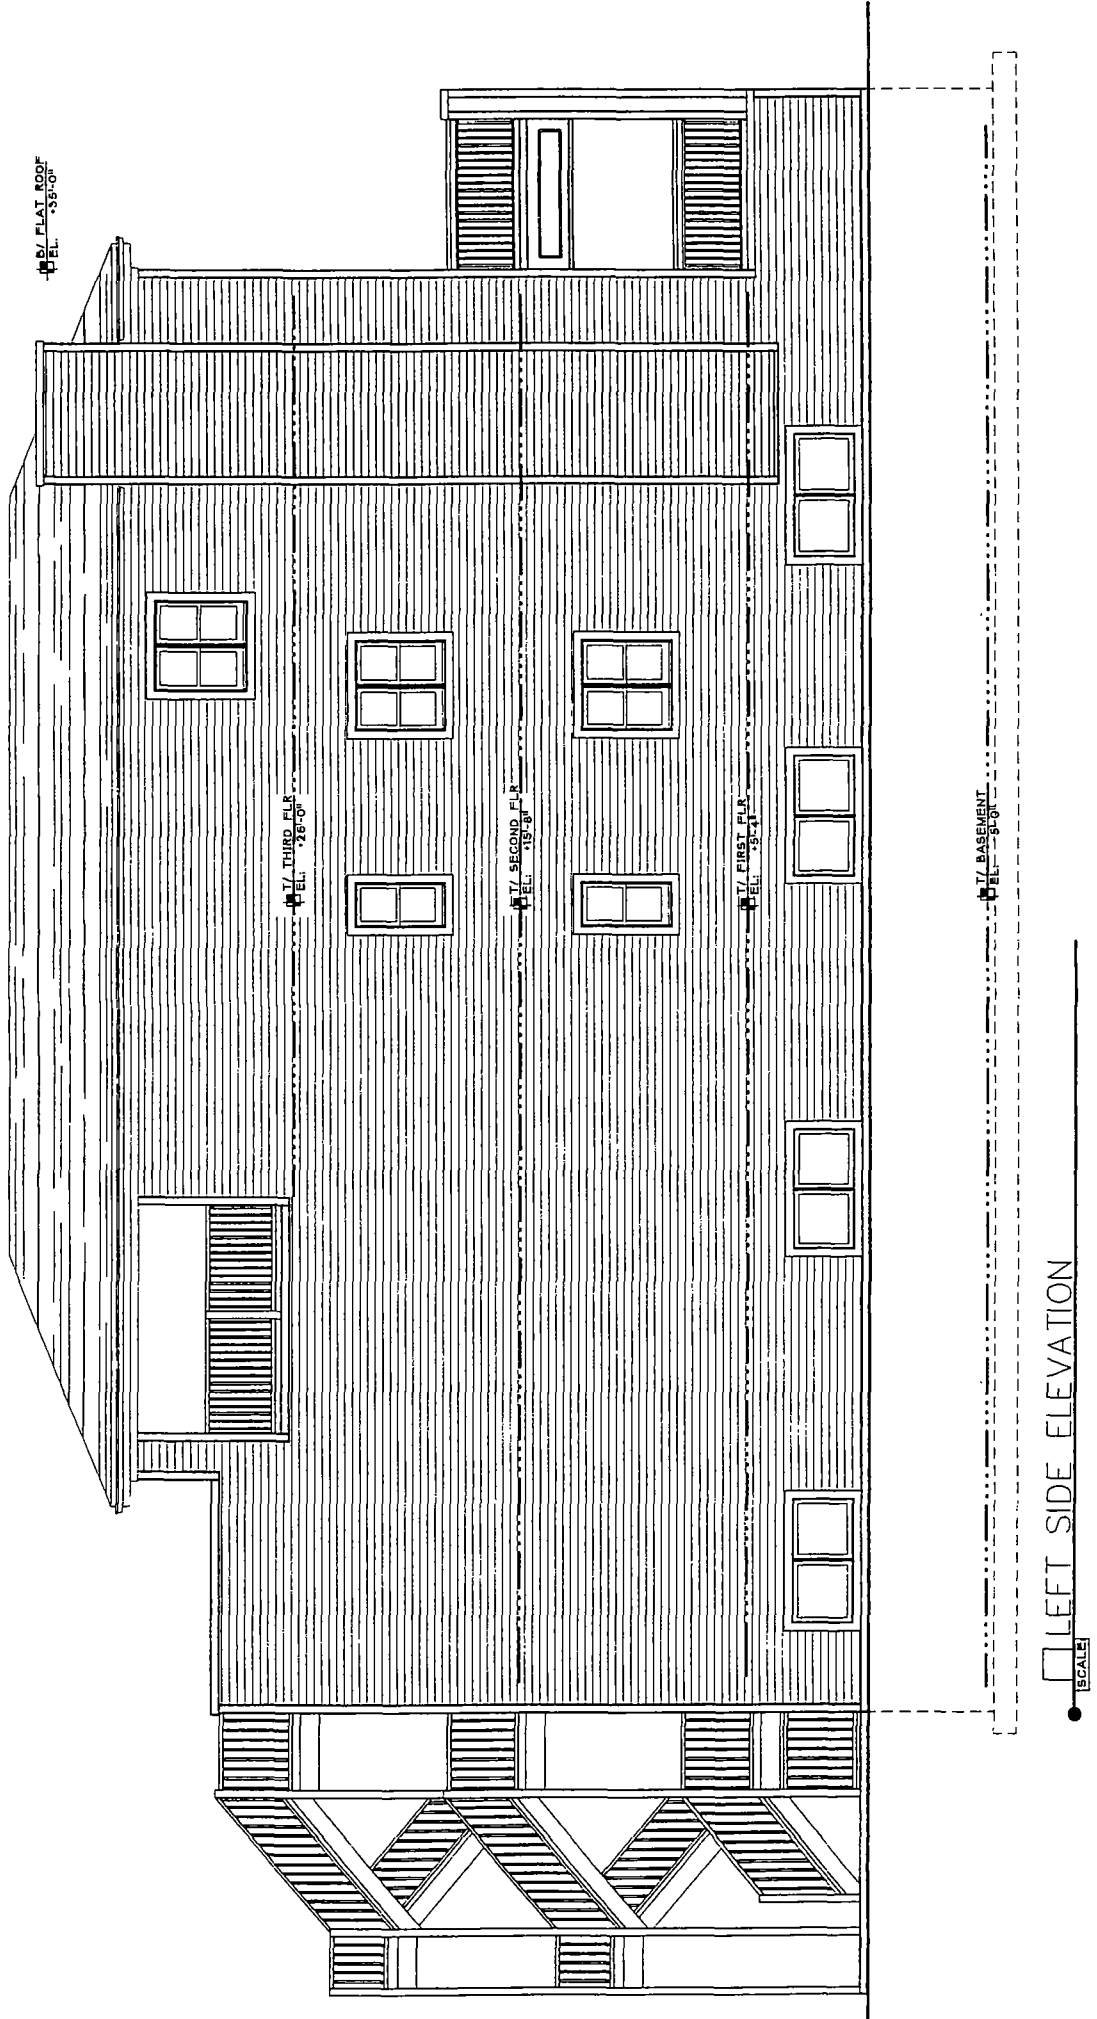 B/ FLAT ROOF
EL. +35'-0"
T/ THIRD FLR
EL: +26'-0"
T/ SECOND FLR
EL: +15'-8"
T/ FIRST FLR
EL: +5'-4"
T/ BASEMENT
EL: -5'-0"
LEFT SIDE ELEVATION
SCALE: